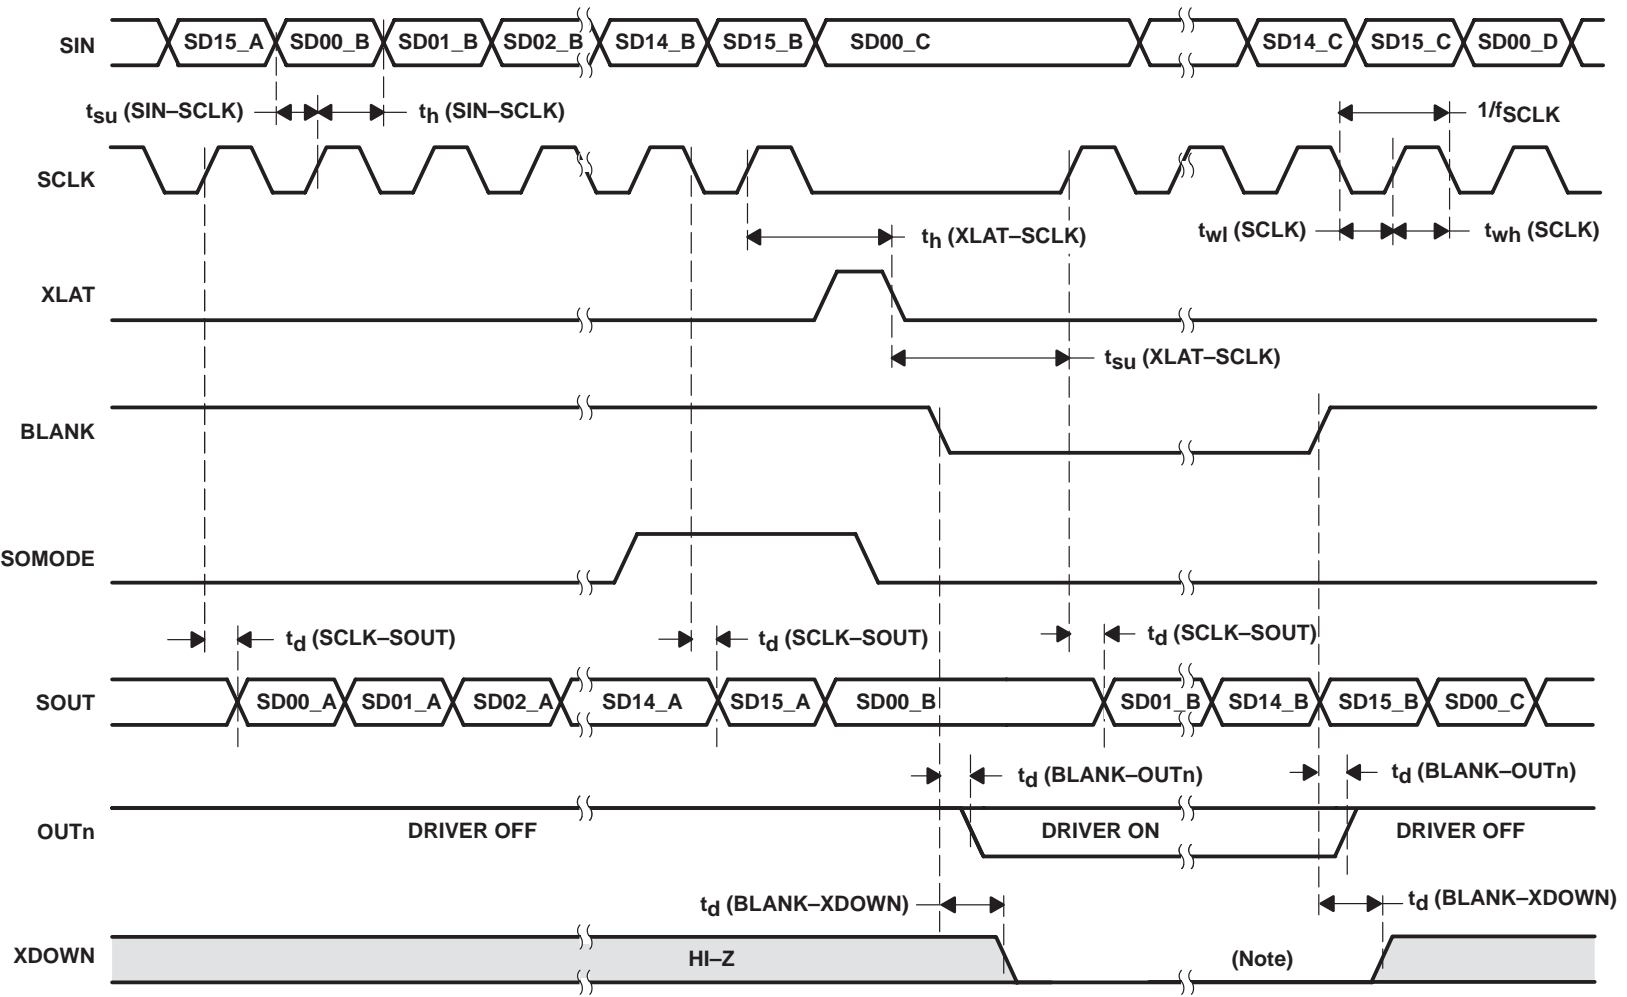 SIN SD15_A SD00_B SD01_B SD02_B SD14_B SD15_B SD00_C SD14_C SD15_C SD00_D
tsu (SIN–SCLK) th (SIN–SCLK) 1/fSCLK
SCLK
th (XLAT–SCLK) twl (SCLK) twh (SCLK)
XLAT
tsu (XLAT–SCLK)
BLANK
SOMODE
td (SCLK–SOUT) td (SCLK–SOUT) td (SCLK–SOUT)
SOUT SD00_A SD01_A SD02_A SD14_A SD15_A SD00_B SD01_B SD14_B SD15_B SD00_C
td (BLANK–OUTn) td (BLANK–OUTn)
OUTn DRIVER OFF DRIVER ON DRIVER OFF
td (BLANK–XDOWN) td (BLANK–XDOWN)
XDOWN HI–Z (Note)